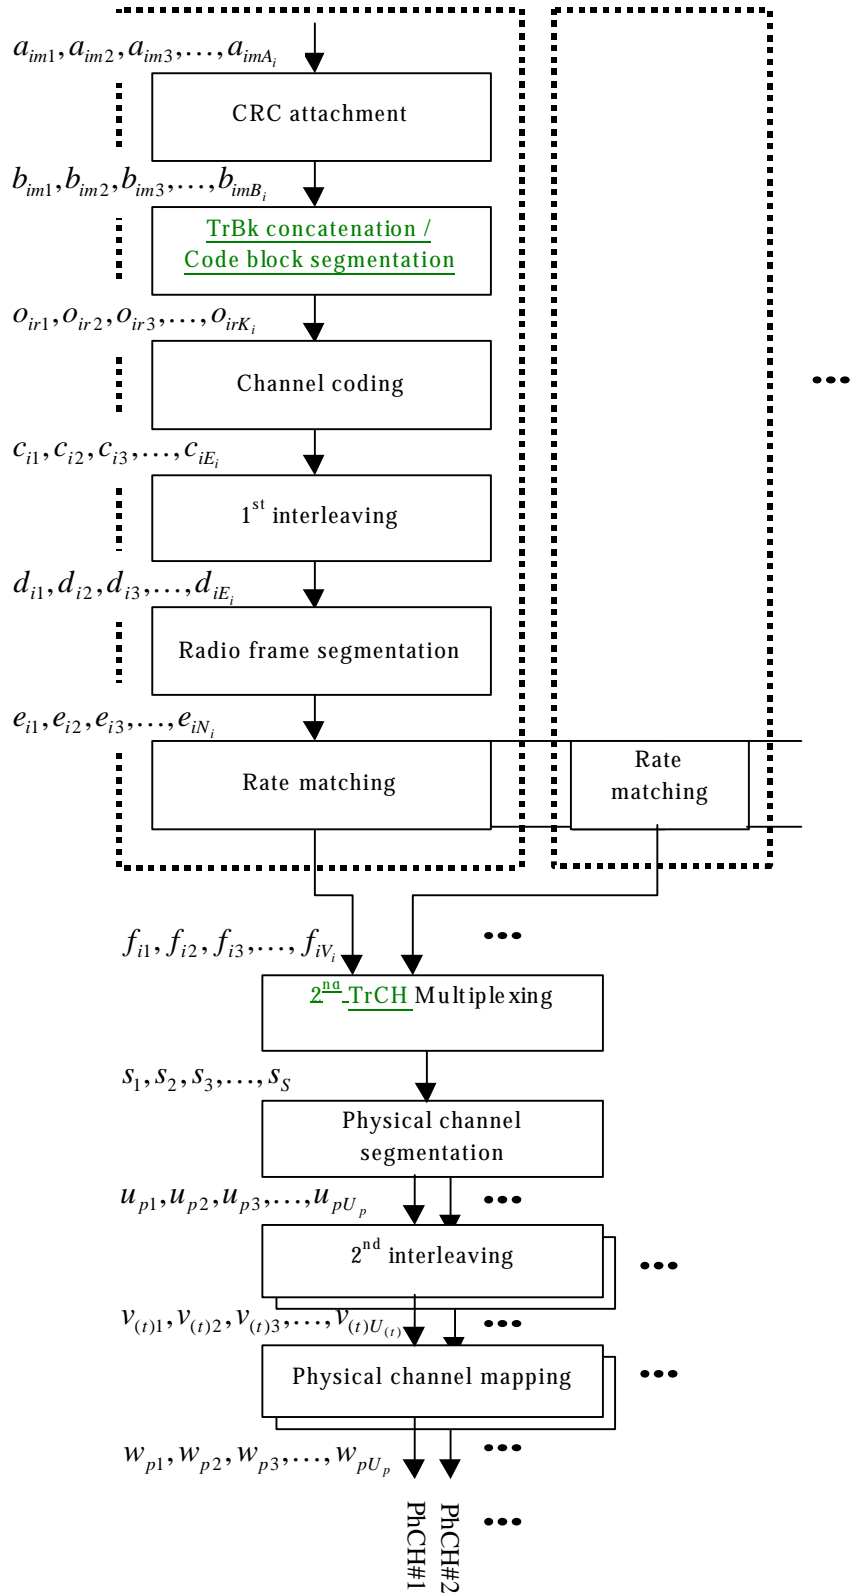 a_{im1}, a_{im2}, a_{im3}, …, a_{imA_i}
CRC attachment
b_{im1}, b_{im2}, b_{im3}, …, b_{imB_i}
TrBk concatenation /
Code block segmentation
o_{ir1}, o_{ir2}, o_{ir3}, …, o_{irK_i}
Channel coding
c_{i1}, c_{i2}, c_{i3}, …, c_{iE_i}
1st interleaving
d_{i1}, d_{i2}, d_{i3}, …, d_{iE_i}
Radio frame segmentation
e_{i1}, e_{i2}, e_{i3}, …, e_{iN_i}
Rate matching
Rate
matching
f_{i1}, f_{i2}, f_{i3}, …, f_{iV_i}
2nd TrCH Multiplexing
s_1, s_2, s_3, …, s_S
Physical channel
segmentation
u_{p1}, u_{p2}, u_{p3}, …, u_{pU_p}
2nd interleaving
v_{(t)1}, v_{(t)2}, v_{(t)3}, …, v_{(t)U_{(t)}}
Physical channel mapping
w_{p1}, w_{p2}, w_{p3}, …, w_{pU_p}
PhCH#1
PhCH#2